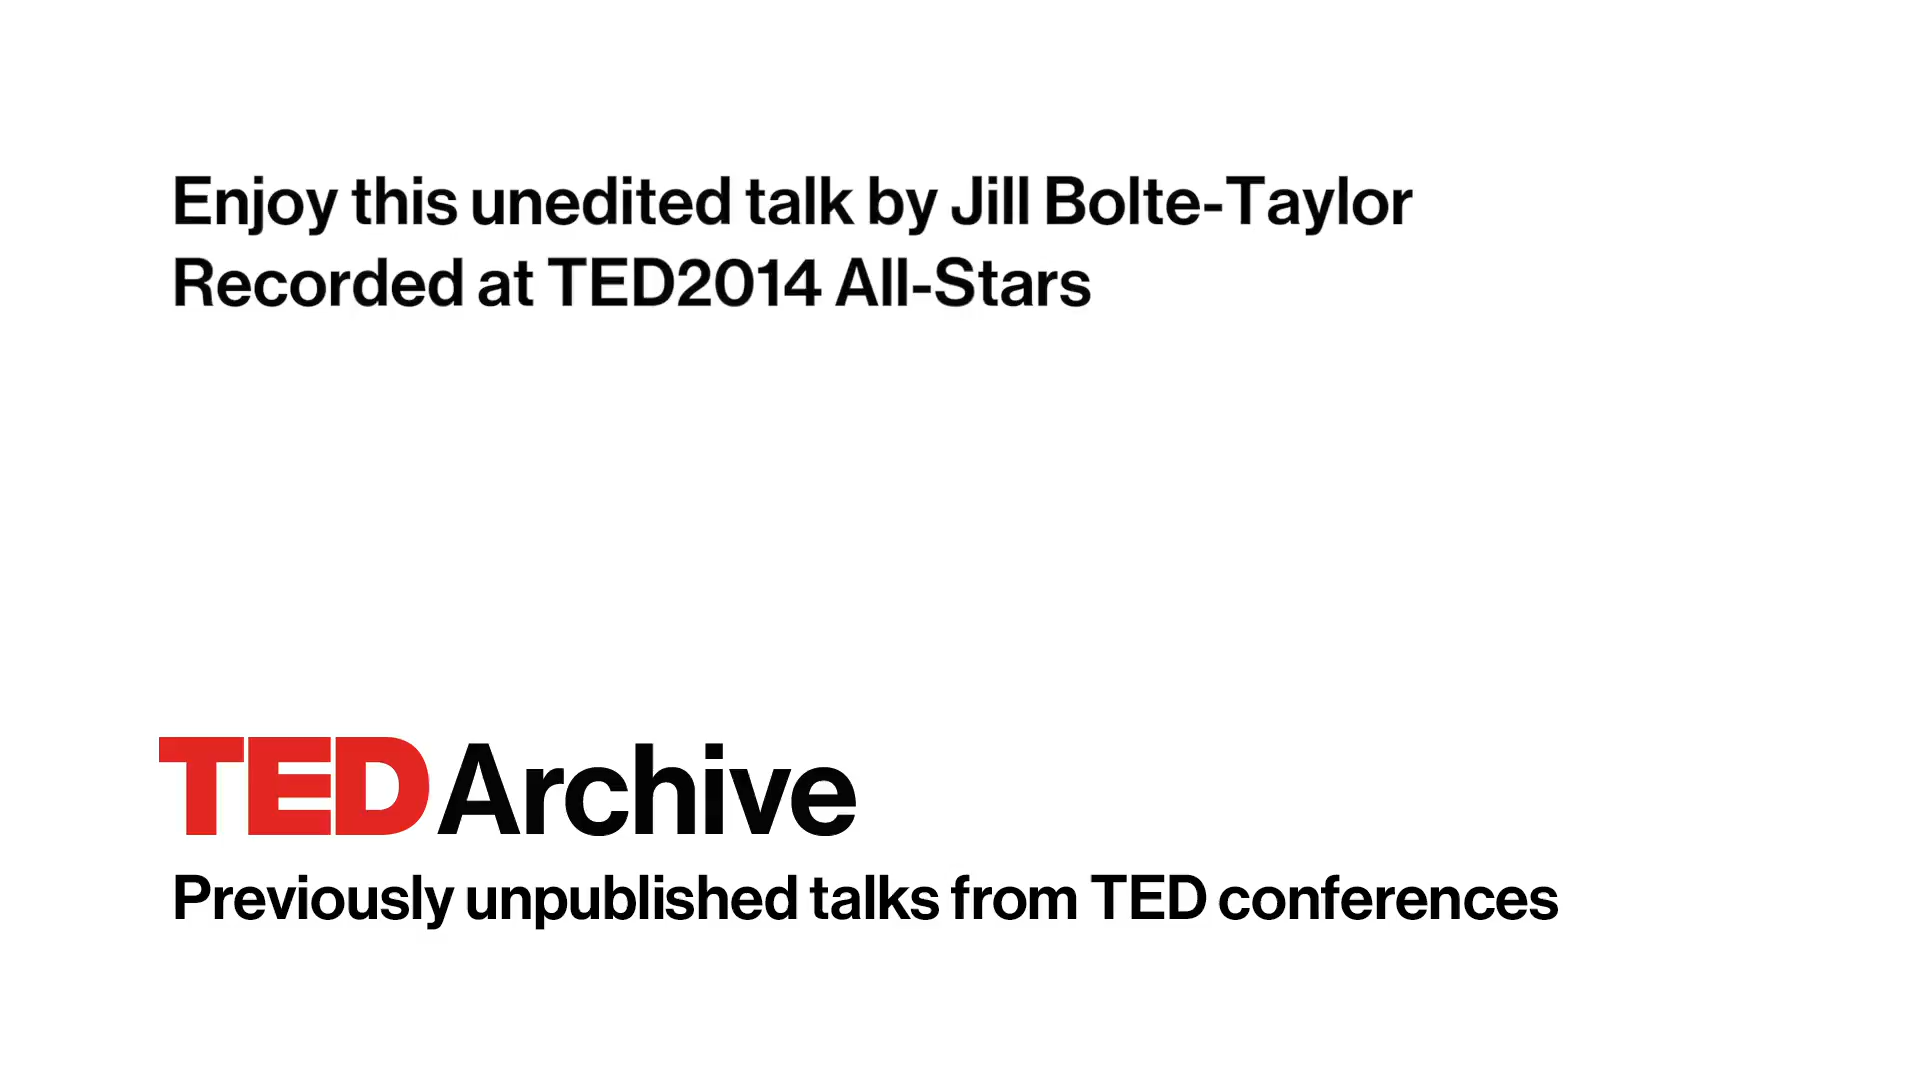 Enjoy this unedited talk by Jill Bolte-Taylor
Recorded at TED2014 All-Stars
TED Archive
Previously unpublished talks from TED conferences